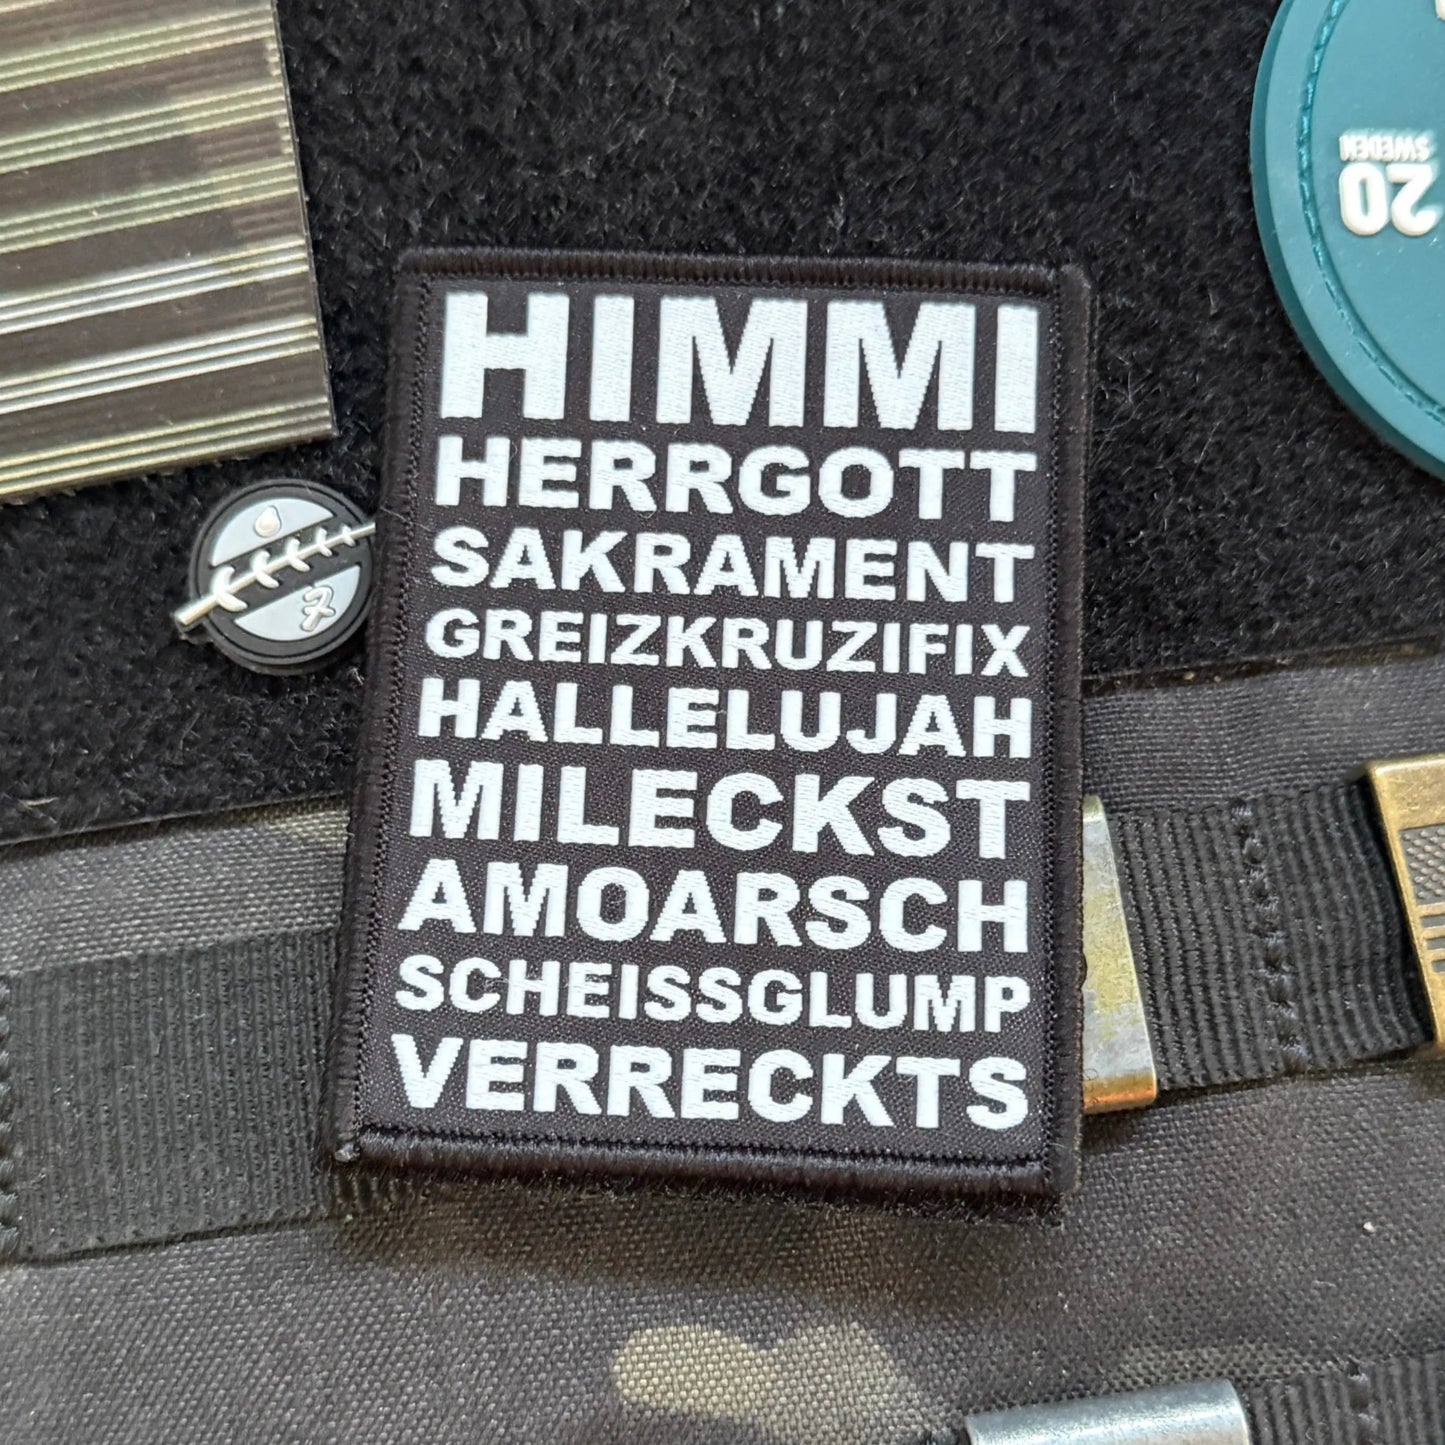 HIMMI
HERRGOTT
SAKRAMENT
GREIZKRUZIFIX
HALLELUJAH
MILECKST
AMOARSCH
SCHEISSGLUMP
VERRECKTS
SWEDEN
20